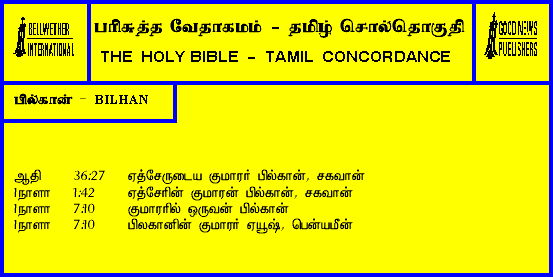 BELLWETHER
INTERNATIONAL
பரிசுத்த வேதாகமம் - தமிழ் சொல்தொகுதி
THE HOLY BIBLE - TAMIL CONCORDANCE
GOOD NEWS
PUBLISHERS
பில்கான் - BILHAN
ஆதி 36:27 ஏத்சேருடைய குமாரர் பில்கான், சகவான்
1நாளா 1:42 ஏத்சேரின் குமாரன் பில்கான், சகவான்
1நாளா 7:10 குமாரரில் ஒருவன் பில்கான்
1நாளா 7:10 பிலகானின் குமாரர் ஏயூஷ், பென்யமீன்